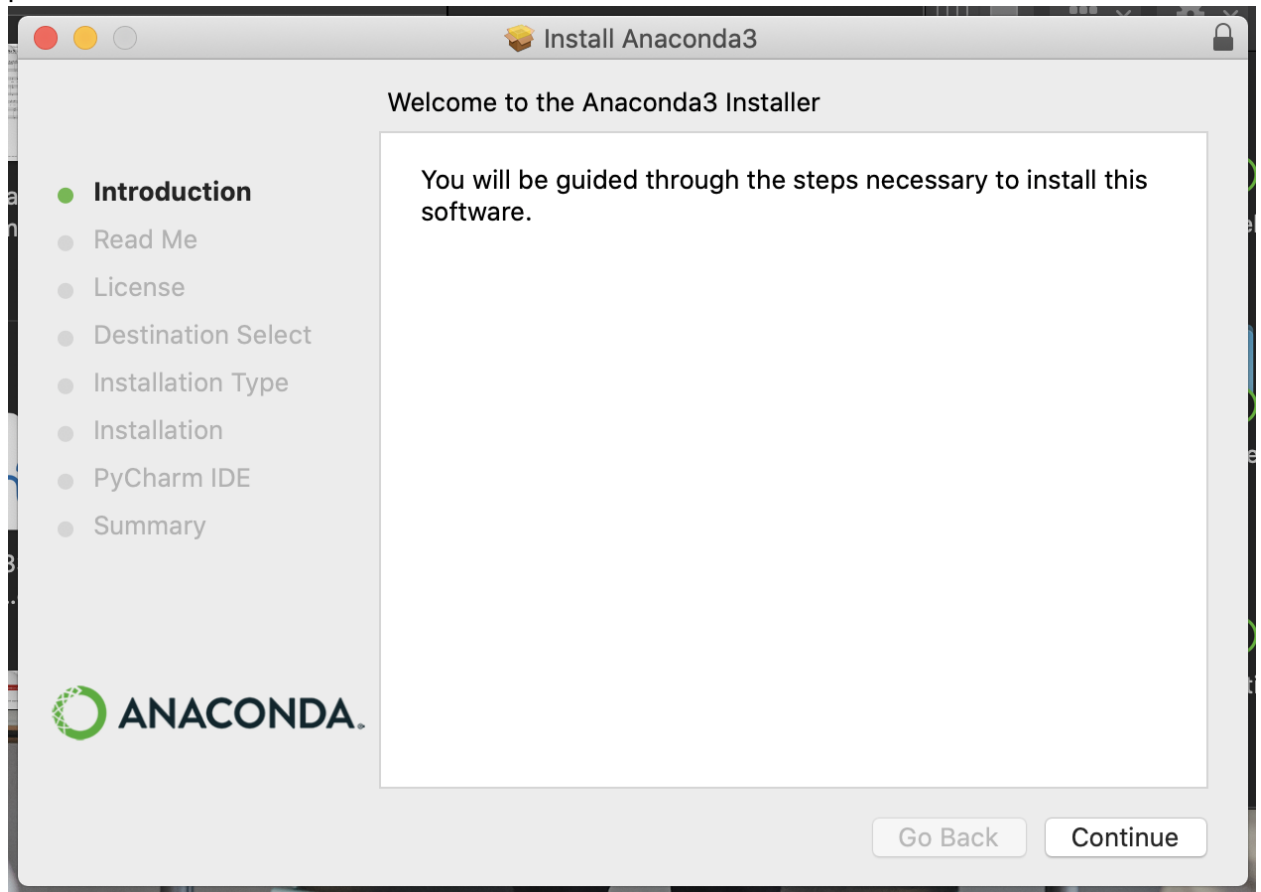 Install Anaconda3
Welcome to the Anaconda3 Installer
Introduction
Read Me
License
Destination Select
Installation Type
Installation
PyCharm IDE
Summary
You will be guided through the steps necessary to install this
software.
ANACONDA.
Go Back
Continue